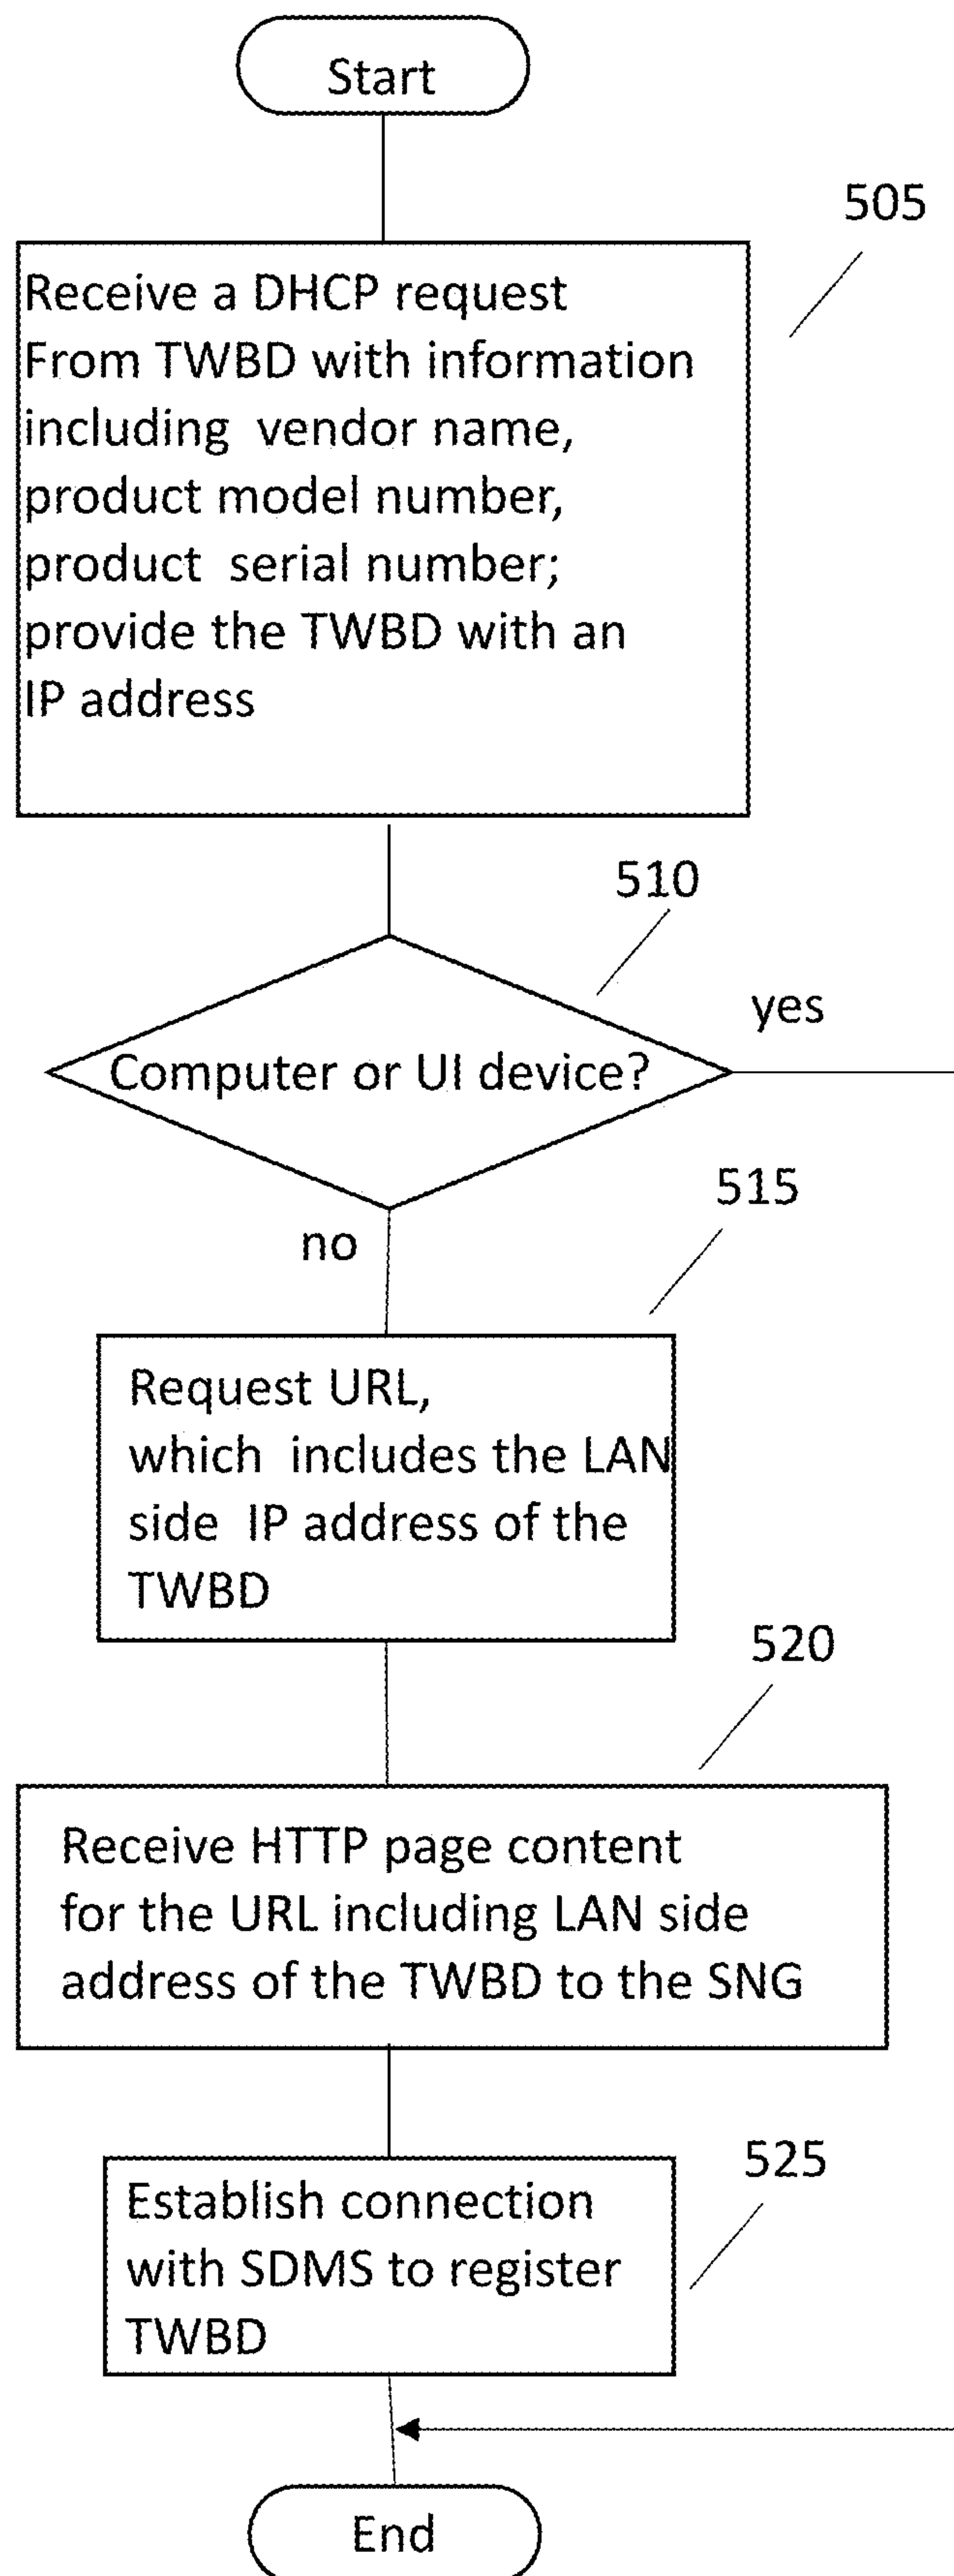 Start
505
Receive a DHCP request
From TWBD with information
including vendor name,
product model number,
product serial number;
provide the TWBD with an
IP address
510
yes
Computer or UI device?
515
no
Request URL,
which includes the LAN
side IP address of the
TWBD
520
Receive HTTP page content
for the URL including LAN side
address of the TWBD to the SNG
525
Establish connection
with SDMS to register
TWBD
End